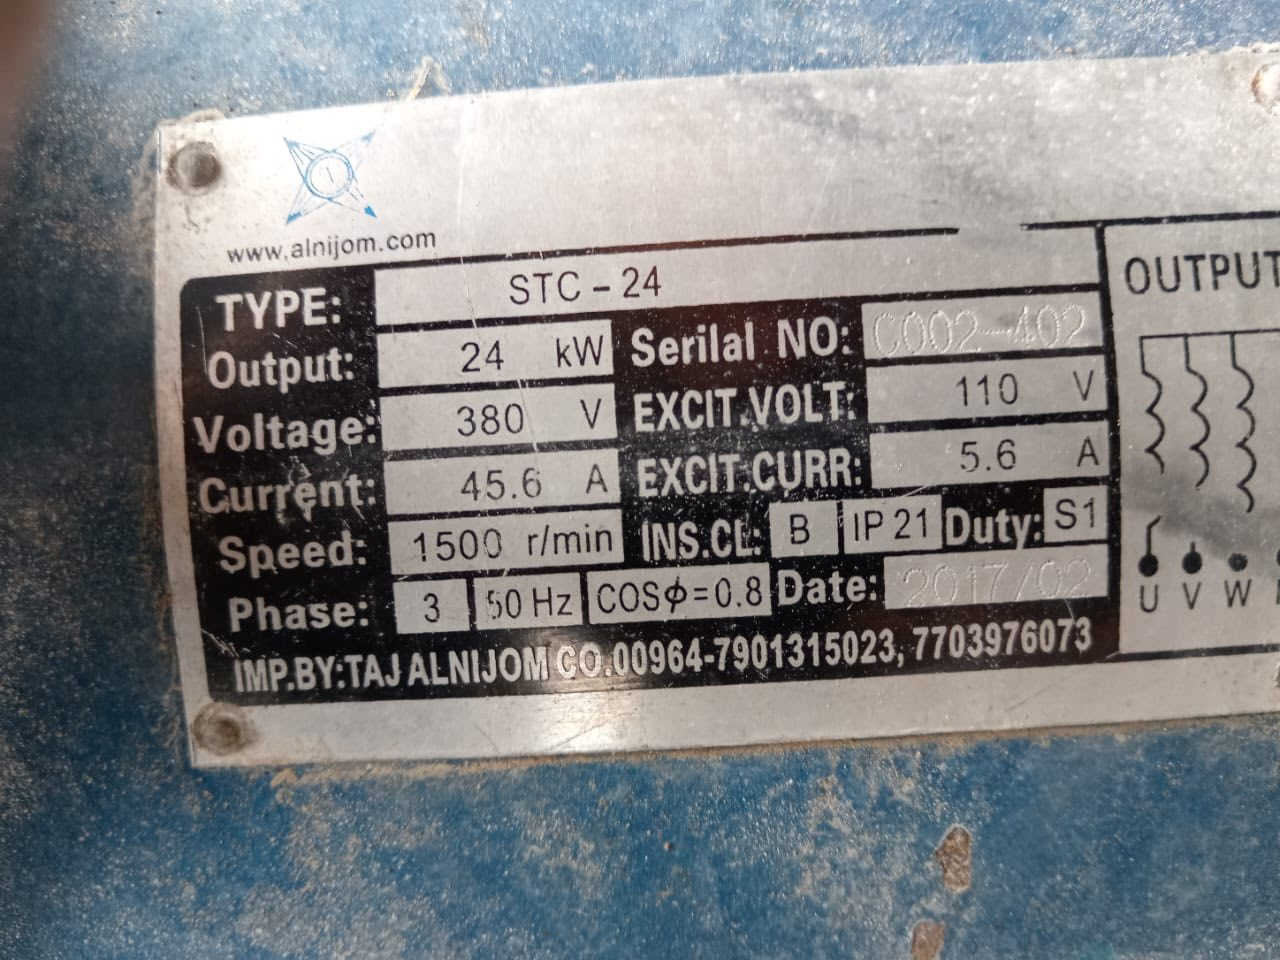 www.alnijom.com
TYPE: STC-24
Output: 24 kW Serilal NO: C002-402
Voltage: 380 V EXCIT.VOLT: 110 V
Current: 45.6 A EXCIT.CURR: 5.6 A
Speed: 1500 r/min INS.CL: B IP 21 Duty: S1
Phase: 3 50 Hz COSϕ=0.8 Date: 2017/02
IMP.BY:TAJ ALNIJOM CO.00964-7901315023, 7703976073
OUTPUT
U V W